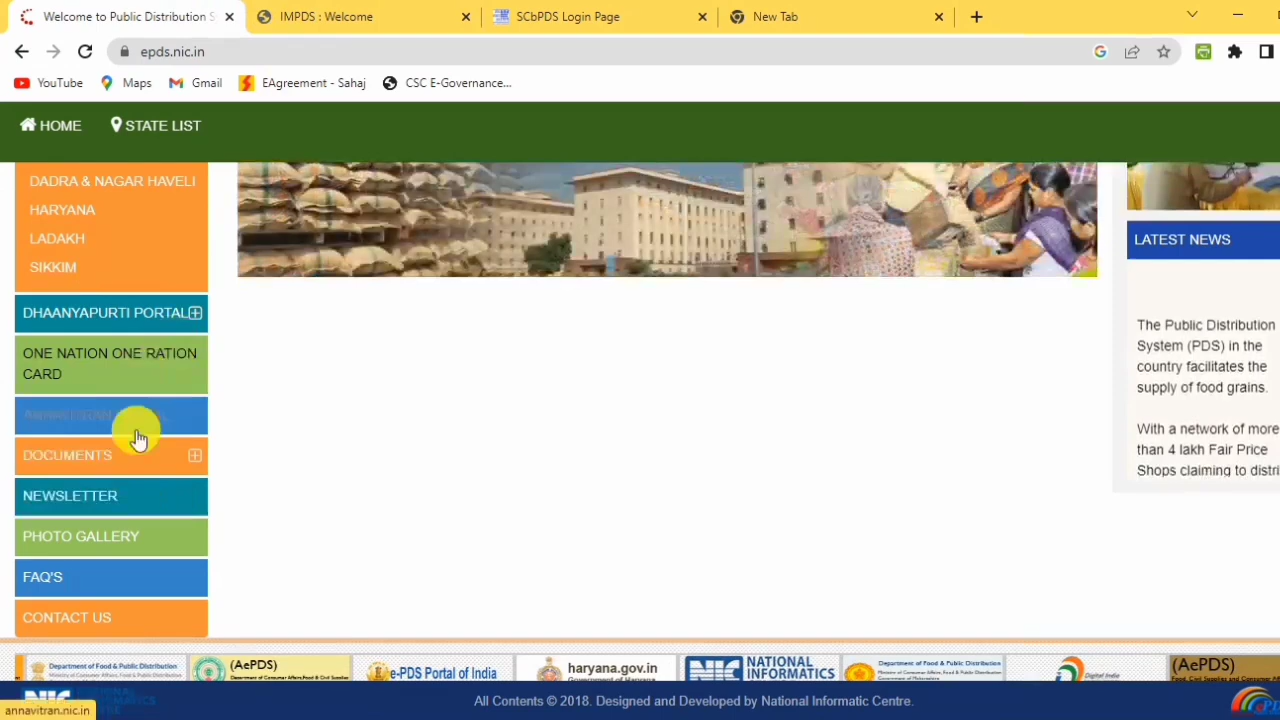 Welcome to Public Distribution S
IMPDS : Welcome
SCbPDS Login Page
New Tab
epds.nic.in
YouTube
Maps
Gmail
EAgreement - Sahaj
CSC E-Governance...
HOME
STATE LIST
DADRA & NAGAR HAVELI
HARYANA
LADAKH
SIKKIM
DHAANYAPURTI PORTAL
ONE NATION ONE RATION
CARD
DOCUMENTS
NEWSLETTER
PHOTO GALLERY
FAQ'S
CONTACT US
LATEST NEWS
The Public Distribution
System (PDS) in the
country facilitates the
supply of food grains.
With a network of more
than 4 lakh Fair Price
Shops claiming to distri
Department of Food & Public Distribution
(AePDS)
e-PDS Portal of India
haryana.gov.in
NIC NATIONAL
INFORMATICS
Department of Food & Public Distribution
Digital India
(AePDS)
All Contents © 2018. Designed and Developed by National Informatic Centre.
annavitran.nic.in